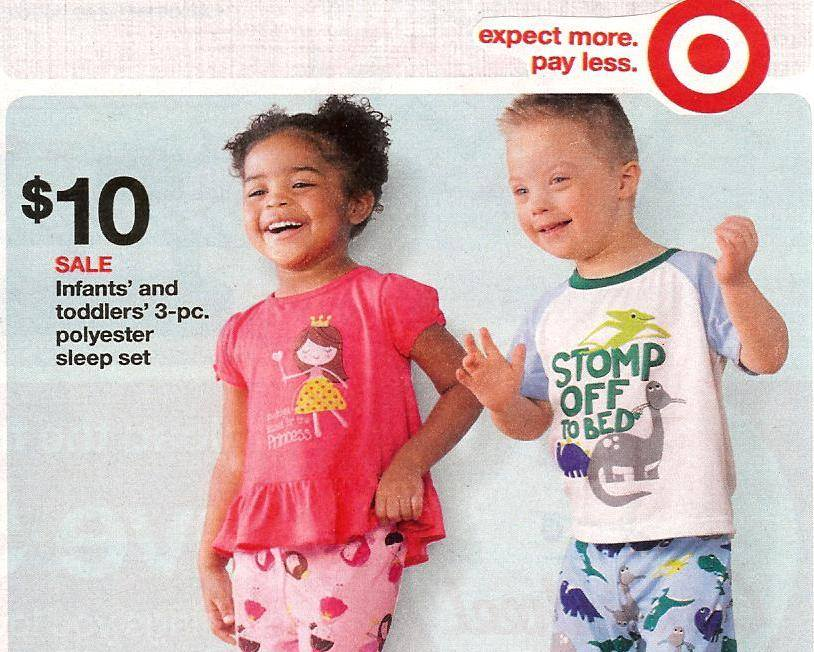 expect more.
pay less.
$10
SALE
Infants' and
toddlers' 3-pc.
polyester
sleep set
Princess
STOMP
OFF
TO BED